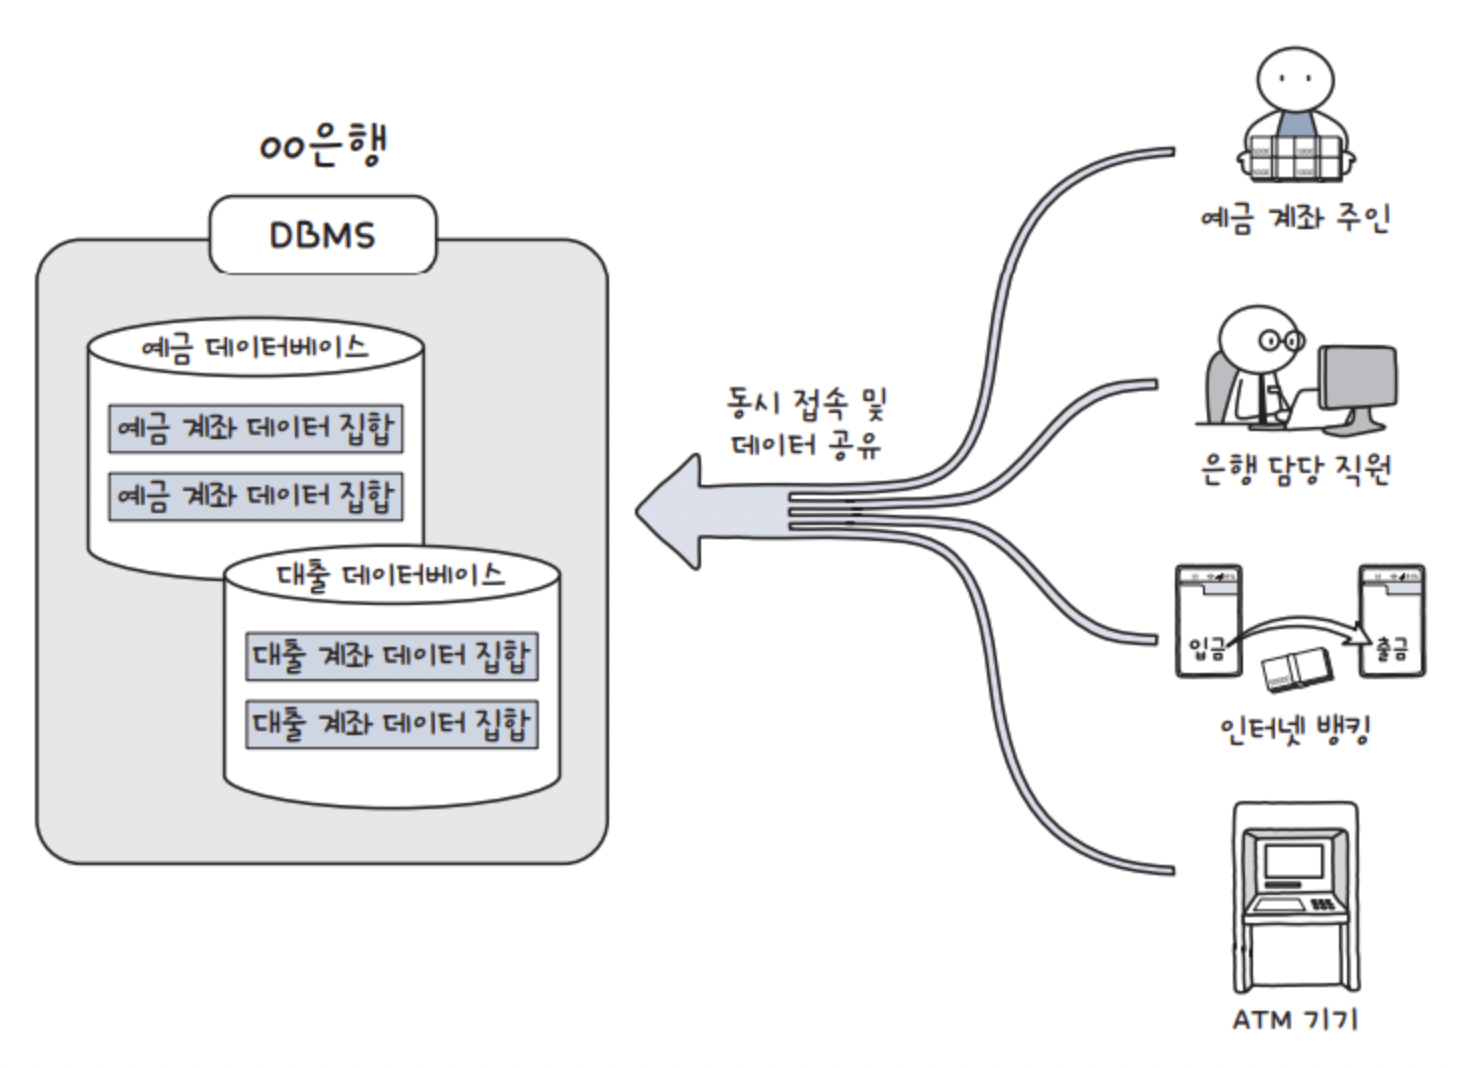 oo은행
DBMS
예금 데이터베이스
예금 계좌 데이터 집합
예금 계좌 데이터 집합
대출 데이터베이스
대출 계좌 데이터 집합
대출 계좌 데이터 집합
동시 접속 및
데이터 공유
예금 계좌 주인
은행 담당 직원
입금
출금
인터넷 뱅킹
ATM 기기